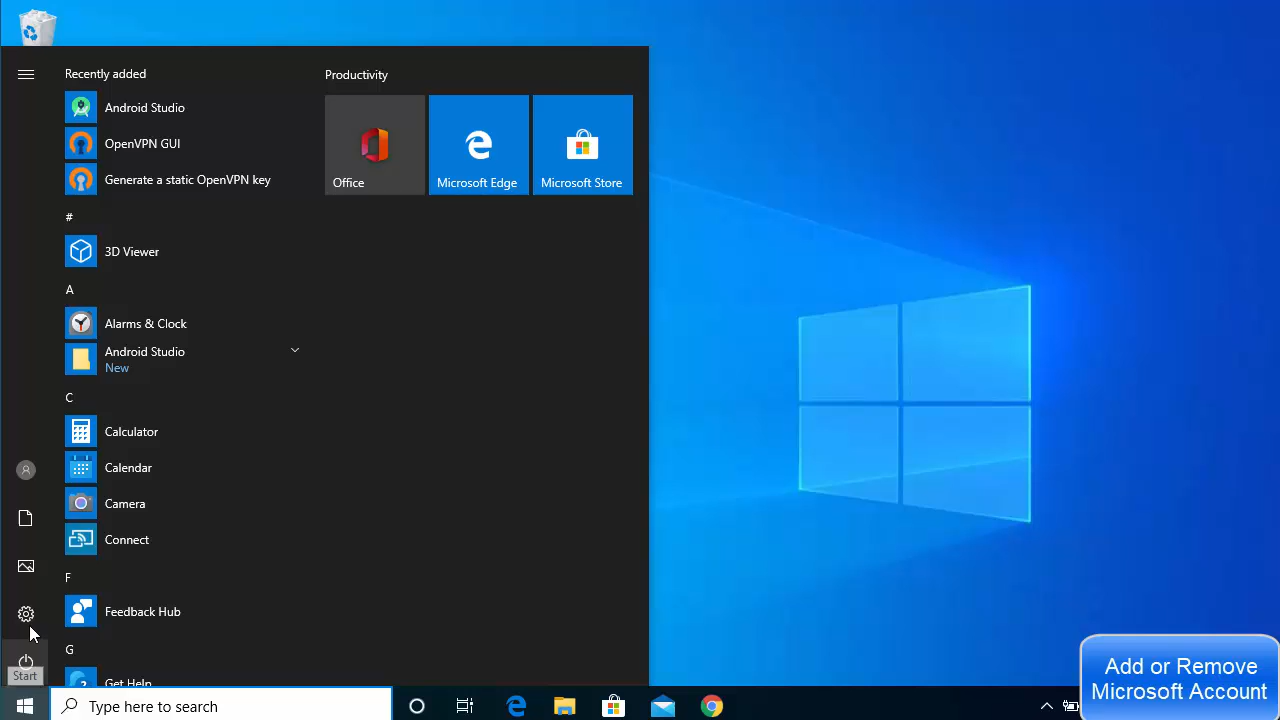 Recently added
Android Studio
OpenVPN GUI
Generate a static OpenVPN key
#
3D Viewer
A
Alarms & Clock
Android Studio
New
C
Calculator
Calendar
Camera
Connect
F
Feedback Hub
G
Get Help
Productivity
Office
Microsoft Edge
Microsoft Store
Start
Type here to search
Add or Remove
Microsoft Account